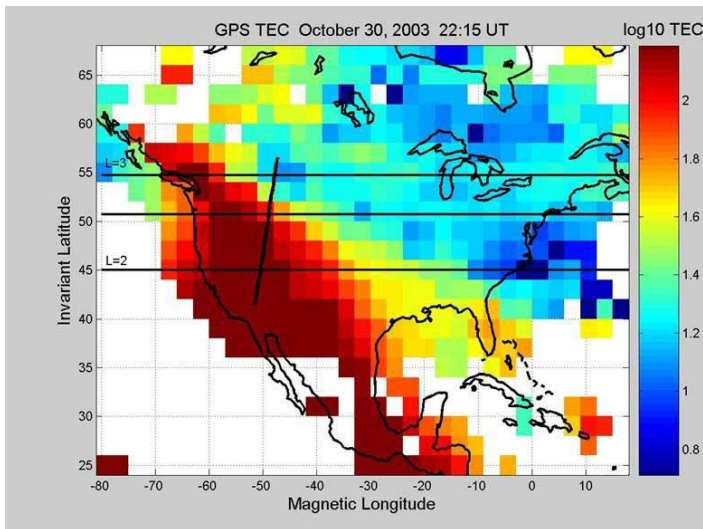 GPS TEC October 30, 2003 22:15 UT
log10 TEC
65
60
55
50
45
40
35
30
25
L=3
L=2
Invariant Latitude
-80 -70 -60 -50 -40 -30 -20 -10 0 10
Magnetic Longitude
2
1.8
1.6
1.4
1.2
1
0.8